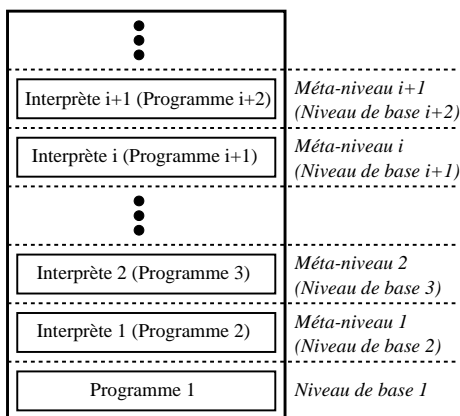 Interprète i+1 (Programme i+2)
Méta-niveau i+1
(Niveau de base i+2)
Interprète i (Programme i+1)
Méta-niveau i
(Niveau de base i+1)
Interprète 2 (Programme 3)
Méta-niveau 2
(Niveau de base 3)
Interprète 1 (Programme 2)
Méta-niveau 1
(Niveau de base 2)
Programme 1
Niveau de base 1